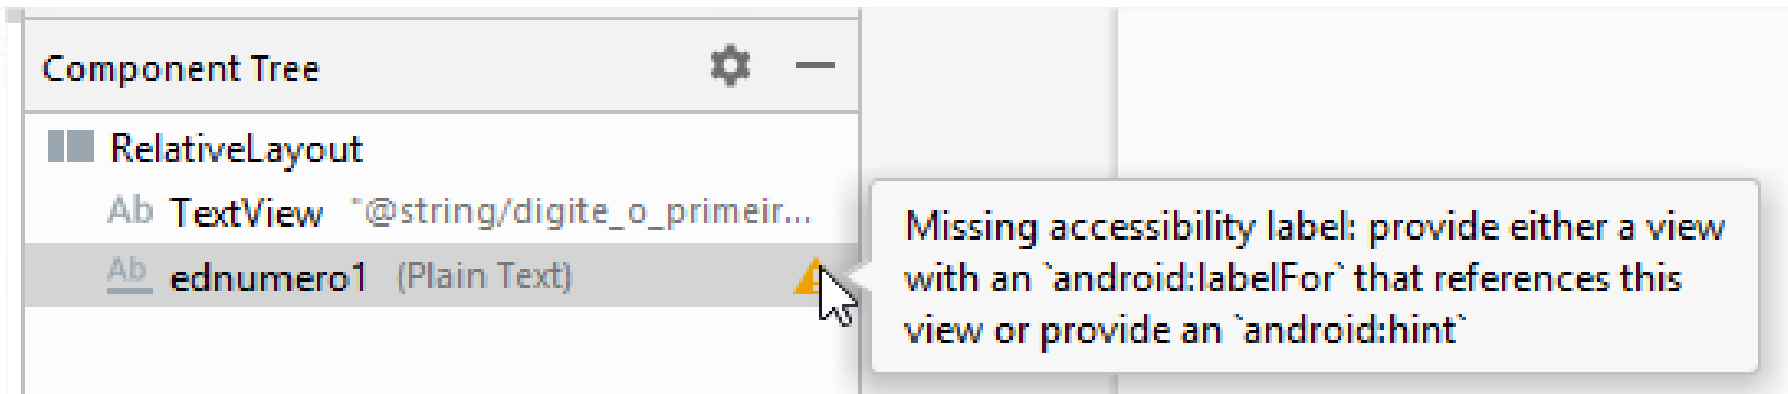 Component Tree
RelativeLayout
Ab TextView "@string/digite_o_primeir...
Ab ednumero1 (Plain Text)
Missing accessibility label: provide either a view
with an `android:labelFor` that references this
view or provide an `android:hint`